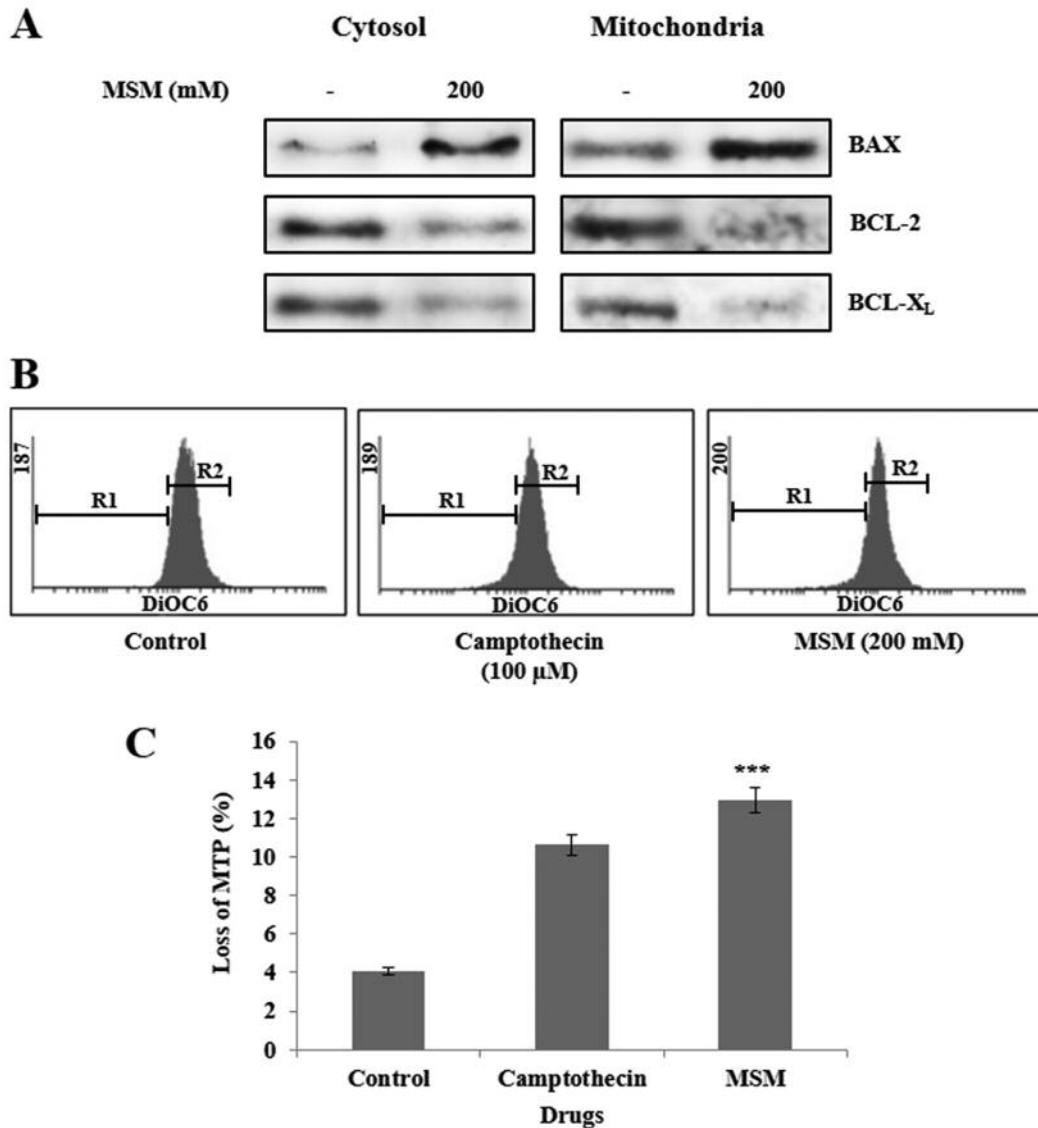 A
Cytosol Mitochondria
MSM (mM) - 200 - 200
BAX
BCL-2
BCL-XL
B
187 R1 R2 DiOC6
189 R1 R2 DiOC6
200 R1 R2 DiOC6
Control
Camptothecin
(100 µM)
MSM (200 mM)
C
Loss of MTP (%)
16
14
12
10
8
6
4
2
0
***
Control Camptothecin MSM
Drugs